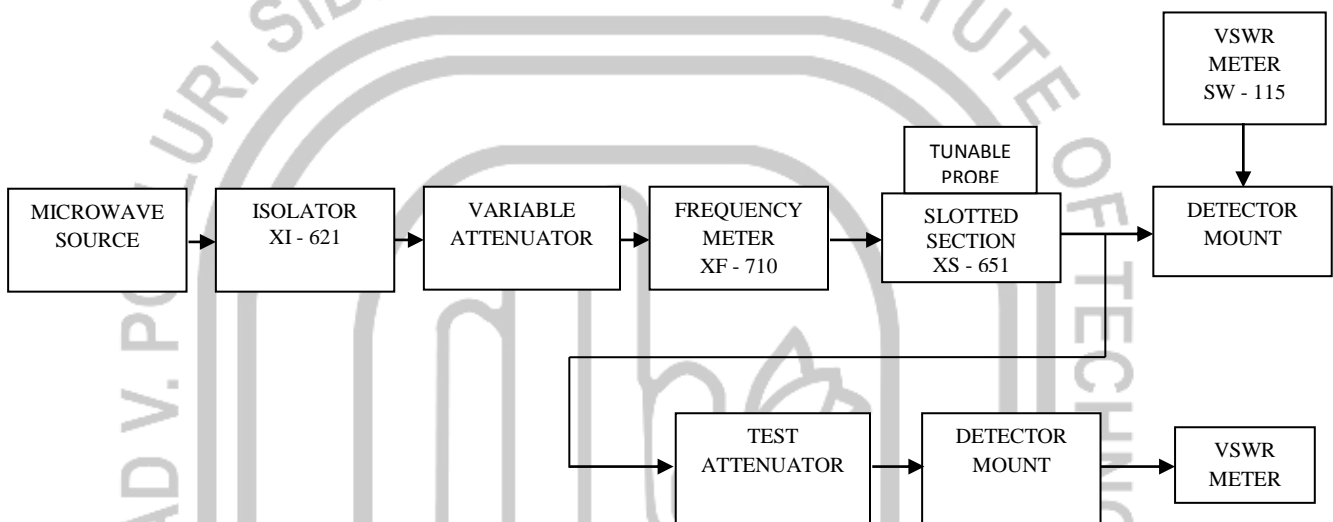 VSWR
METER
SW - 115
TUNABLE
PROBE
MICROWAVE
SOURCE
ISOLATOR
XI - 621
VARIABLE
ATTENUATOR
FREQUENCY
METER
XF - 710
SLOTTED
SECTION
XS - 651
DETECTOR
MOUNT
TEST
ATTENUATOR
DETECTOR
MOUNT
VSWR
METER